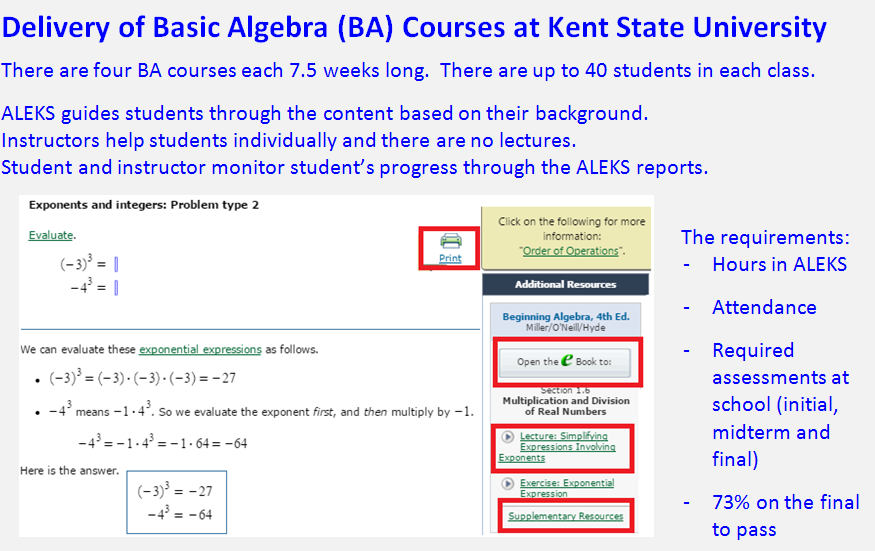 Delivery of Basic Algebra (BA) Courses at Kent State University
There are four BA courses each 7.5 weeks long.  There are up to 40 students in each class.
ALEKS guides students through the content based on their background.
Instructors help students individually and there are no lectures.
Student and instructor monitor student's progress through the ALEKS reports.
Exponents and integers: Problem type 2
Evaluate.
(−3)³ =
−4³ =
Print
We can evaluate these exponential expressions as follows.
• (−3)³ = (−3)·(−3)·(−3) = −27
• −4³ means −1·4³. So we evaluate the exponent first, and then multiply by −1.
−4³ = −1·4³ = −1·64 = −64
Here is the answer.
(−3)³ = −27
−4³ = −64
Click on the following for more
information:
"Order of Operations".
Additional Resources
Beginning Algebra, 4th Ed.
Miller/O'Neill/Hyde
Open the e Book to:
Section 1.6
Multiplication and Division
of Real Numbers
Lecture: Simplifying
Expressions Involving
Exponents
Exercise: Exponential
Expression
Supplementary Resources
The requirements:
- Hours in ALEKS
- Attendance
- Required
assessments at
school (initial,
midterm and
final)
- 73% on the final
to pass